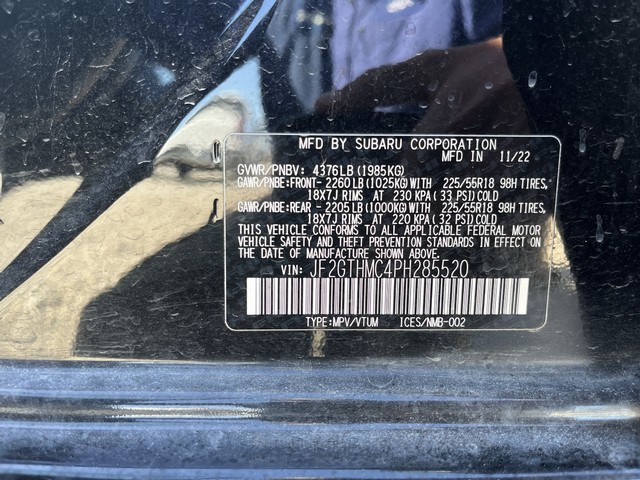 MFD BY SUBARU CORPORATION
MFD IN 11/22
GVWR/PNBV: 4376LB (1985KG)
GAWR/PNBE:FRONT-2260LB(1025KG)WITH 225/55R18 98H TIRES,
18X7J RIMS AT 230 KPA(33 PSI)COLD
GAWR/PNBE:REAR -2205LB(1000KG)WITH 225/55R18 98H TIRES,
18X7J RIMS AT 220 KPA(32 PSI)COLD
THIS VEHICLE CONFORMS TO ALL APPLICABLE FEDERAL MOTOR
VEHICLE SAFETY AND THEFT PREVENTION STANDARDS IN EFFECT ON
THE DATE OF MANUFACTURE SHOWN ABOVE.
VIN: JF2GTHMC4PH285520
TYPE:MPV/VTUM ICES/NMB-002